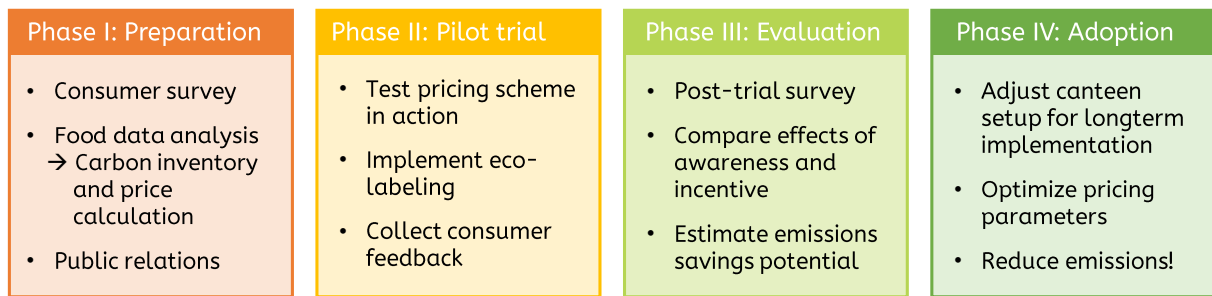 Phase I: Preparation
• Consumer survey
• Food data analysis
→ Carbon inventory
and price
calculation
• Public relations
Phase II: Pilot trial
• Test pricing scheme
in action
• Implement eco-
labeling
• Collect consumer
feedback
Phase III: Evaluation
• Post-trial survey
• Compare effects of
awareness and
incentive
• Estimate emissions
savings potential
Phase IV: Adoption
• Adjust canteen
setup for longterm
implementation
• Optimize pricing
parameters
• Reduce emissions!